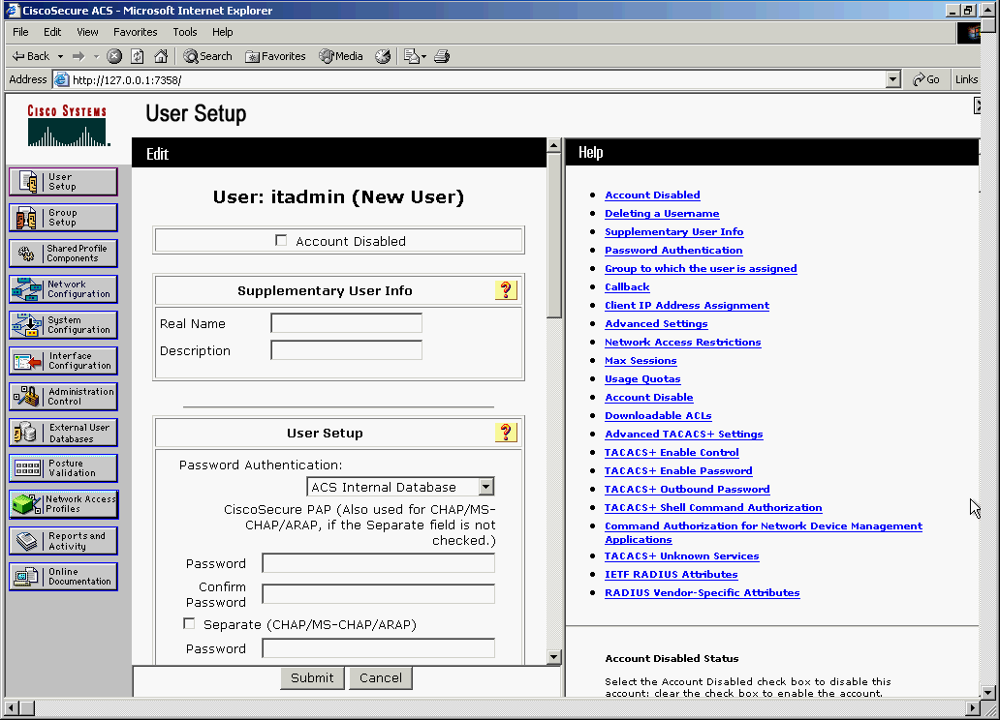 CiscoSecure ACS - Microsoft Internet Explorer
File Edit View Favorites Tools Help
Back Search Favorites Media
Address http://127.0.0.1:7358/ Go Links
CISCO SYSTEMS
User Setup
User
Setup
Group
Setup
Shared Profile
Components
Network
Configuration
System
Configuration
Interface
Configuration
Administration
Control
External User
Databases
Posture
Validation
Network Access
Profiles
Reports and
Activity
Online
Documentation
Edit
User: itadmin (New User)
Account Disabled
Supplementary User Info ?
Real Name
Description
User Setup ?
Password Authentication:
ACS Internal Database
CiscoSecure PAP (Also used for CHAP/MS-
CHAP/ARAP, if the Separate field is not
checked.)
Password
Confirm
Password
Separate (CHAP/MS-CHAP/ARAP)
Password
Submit Cancel
Help
Account Disabled
Deleting a Username
Supplementary User Info
Password Authentication
Group to which the user is assigned
Callback
Client IP Address Assignment
Advanced Settings
Network Access Restrictions
Max Sessions
Usage Quotas
Account Disable
Downloadable ACLs
Advanced TACACS+ Settings
TACACS+ Enable Control
TACACS+ Enable Password
TACACS+ Outbound Password
TACACS+ Shell Command Authorization
Command Authorization for Network Device Management
Applications
TACACS+ Unknown Services
IETF RADIUS Attributes
RADIUS Vendor-Specific Attributes
Account Disabled Status
Select the Account Disabled check box to disable this
account; clear the check box to enable the account.